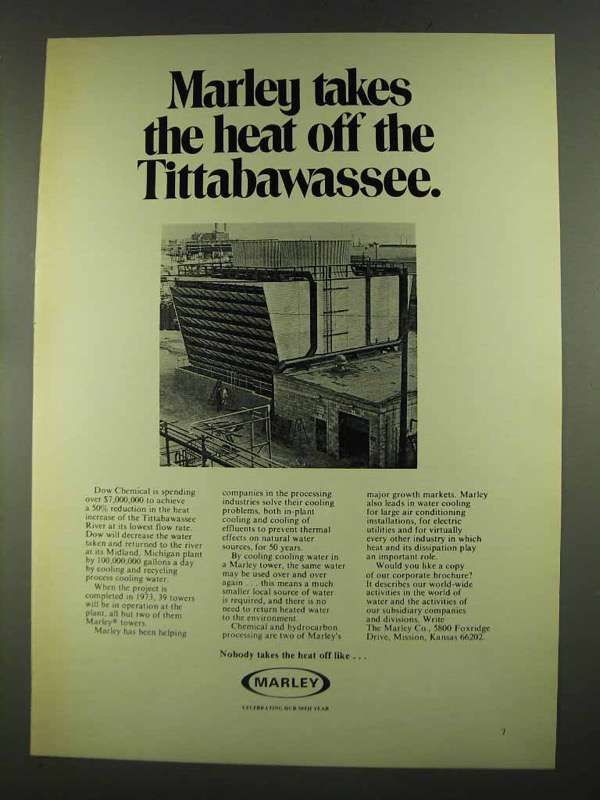 Marley takes
the heat off the
Tittabawassee.
Dow Chemical is spending
over $7,000,000 to achieve
a 50% reduction in the heat
increase of the Tittabawassee
River at its lowest flow rate.
Dow will decrease the water
taken and returned to the river
at its Midland, Michigan plant
by 100,000,000 gallons a day
by cooling and recycling
process cooling water.
When the project is
completed in 1973, 39 towers
will be in operation at the
plant, all but two of them
Marley® towers.
Marley has been helping
companies in the processing
industries solve their cooling
problems, both in-plant
cooling and cooling of
effluents to prevent thermal
effects on natural water
sources, for 50 years.
By cooling cooling water in
a Marley tower, the same water
may be used over and over
again . . . this means a much
smaller local source of water
is required, and there is no
need to return heated water
to the environment.
Chemical and hydrocarbon
processing are two of Marley's
major growth markets. Marley
also leads in water cooling
for large air conditioning
installations, for electric
utilities and for virtually
every other industry in which
heat and its dissipation play
an important role.
Would you like a copy
of our corporate brochure?
It describes our world-wide
activities in the world of
water and the activities of
our subsidiary companies
and divisions. Write
The Marley Co., 5800 Foxridge
Drive, Mission, Kansas 66202.
Nobody takes the heat off like . . .
MARLEY
CELEBRATING OUR 50TH YEAR
7